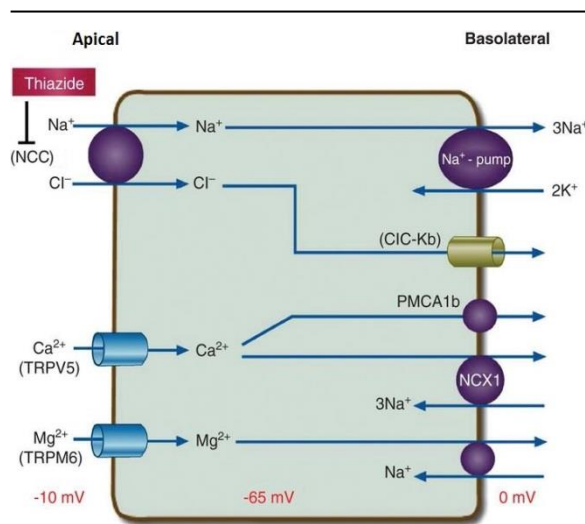 Apical
Basolateral
Thiazide
Na⁺
Na⁺
3Na⁺
(NCC)
Na⁺ - pump
Cl⁻
Cl⁻
2K⁺
(ClC-Kb)
PMCA1b
Ca²⁺
(TRPV5)
Ca²⁺
NCX1
3Na⁺
Mg²⁺
(TRPM6)
Mg²⁺
Na⁺
-10 mV
-65 mV
0 mV